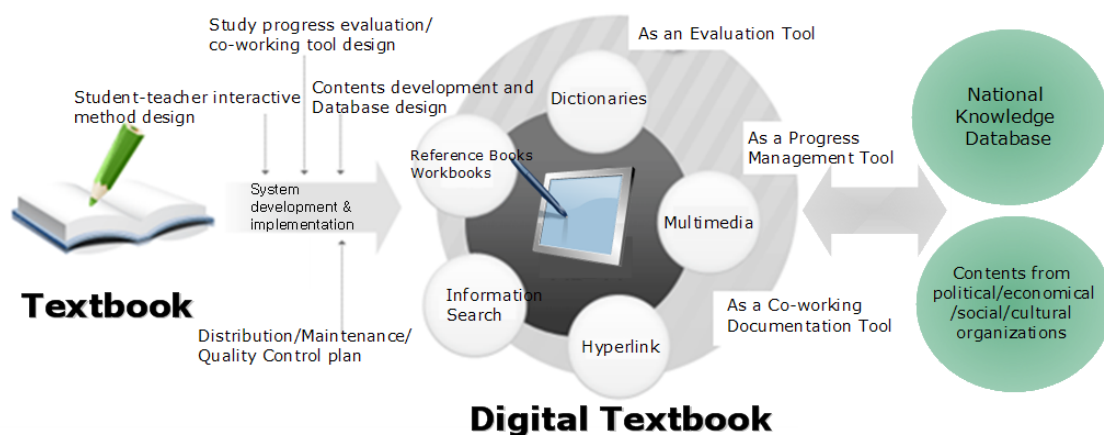 Study progress evaluation/
co-working tool design
Student-teacher interactive
method design
Contents development and
Database design
System
development &
implementation
Distribution/Maintenance/
Quality Control plan
Textbook
Dictionaries
Reference Books
Workbooks
Multimedia
Information
Search
Hyperlink
Digital Textbook
As an Evaluation Tool
As a Progress
Management Tool
As a Co-working
Documentation Tool
National
Knowledge
Database
Contents from
political/economical
/social/cultural
organizations